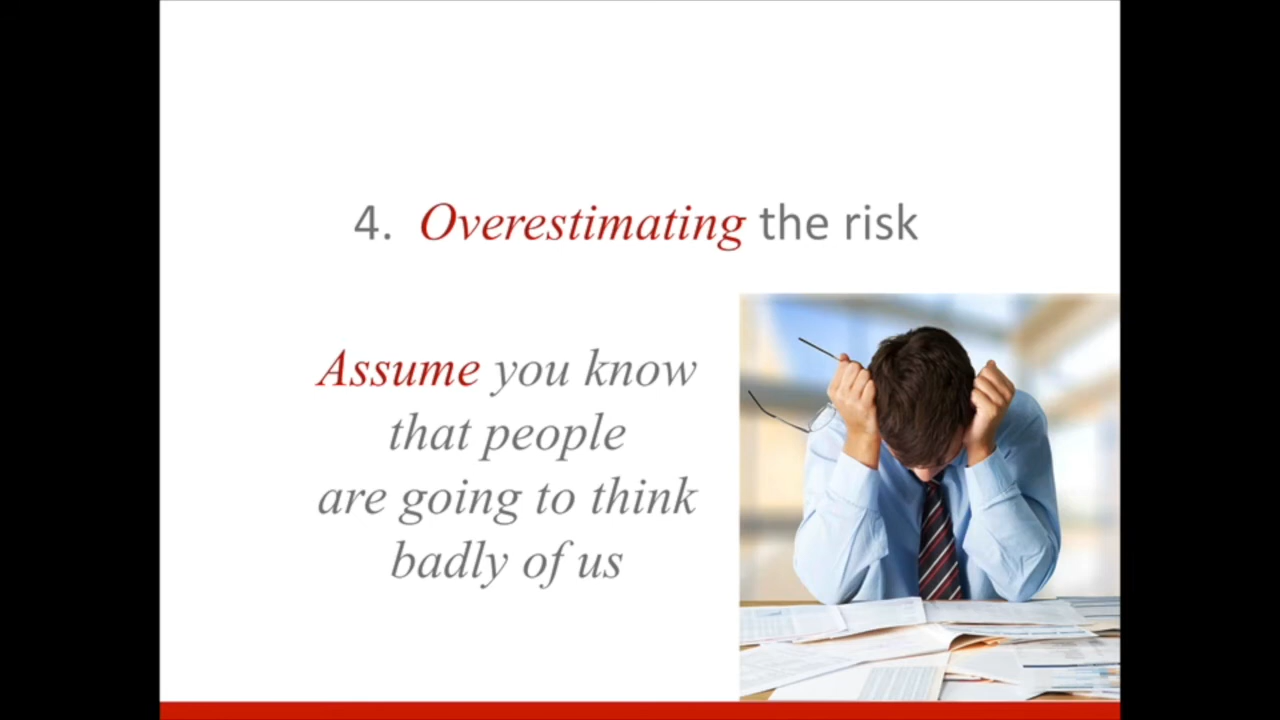 4. Overestimating the risk
Assume you know
that people
are going to think
badly of us